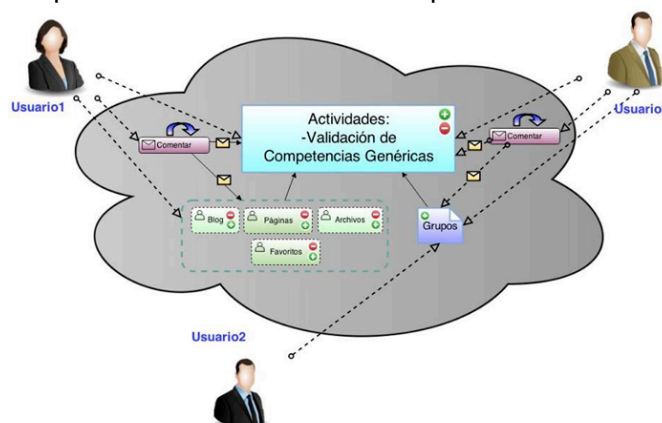 Usuario1
Usuario
Actividades:
-Validación de
Competencias Genéricas
Comentar
Comentar
Blog
Páginas
Archivos
Favoritos
Grupos
Usuario2